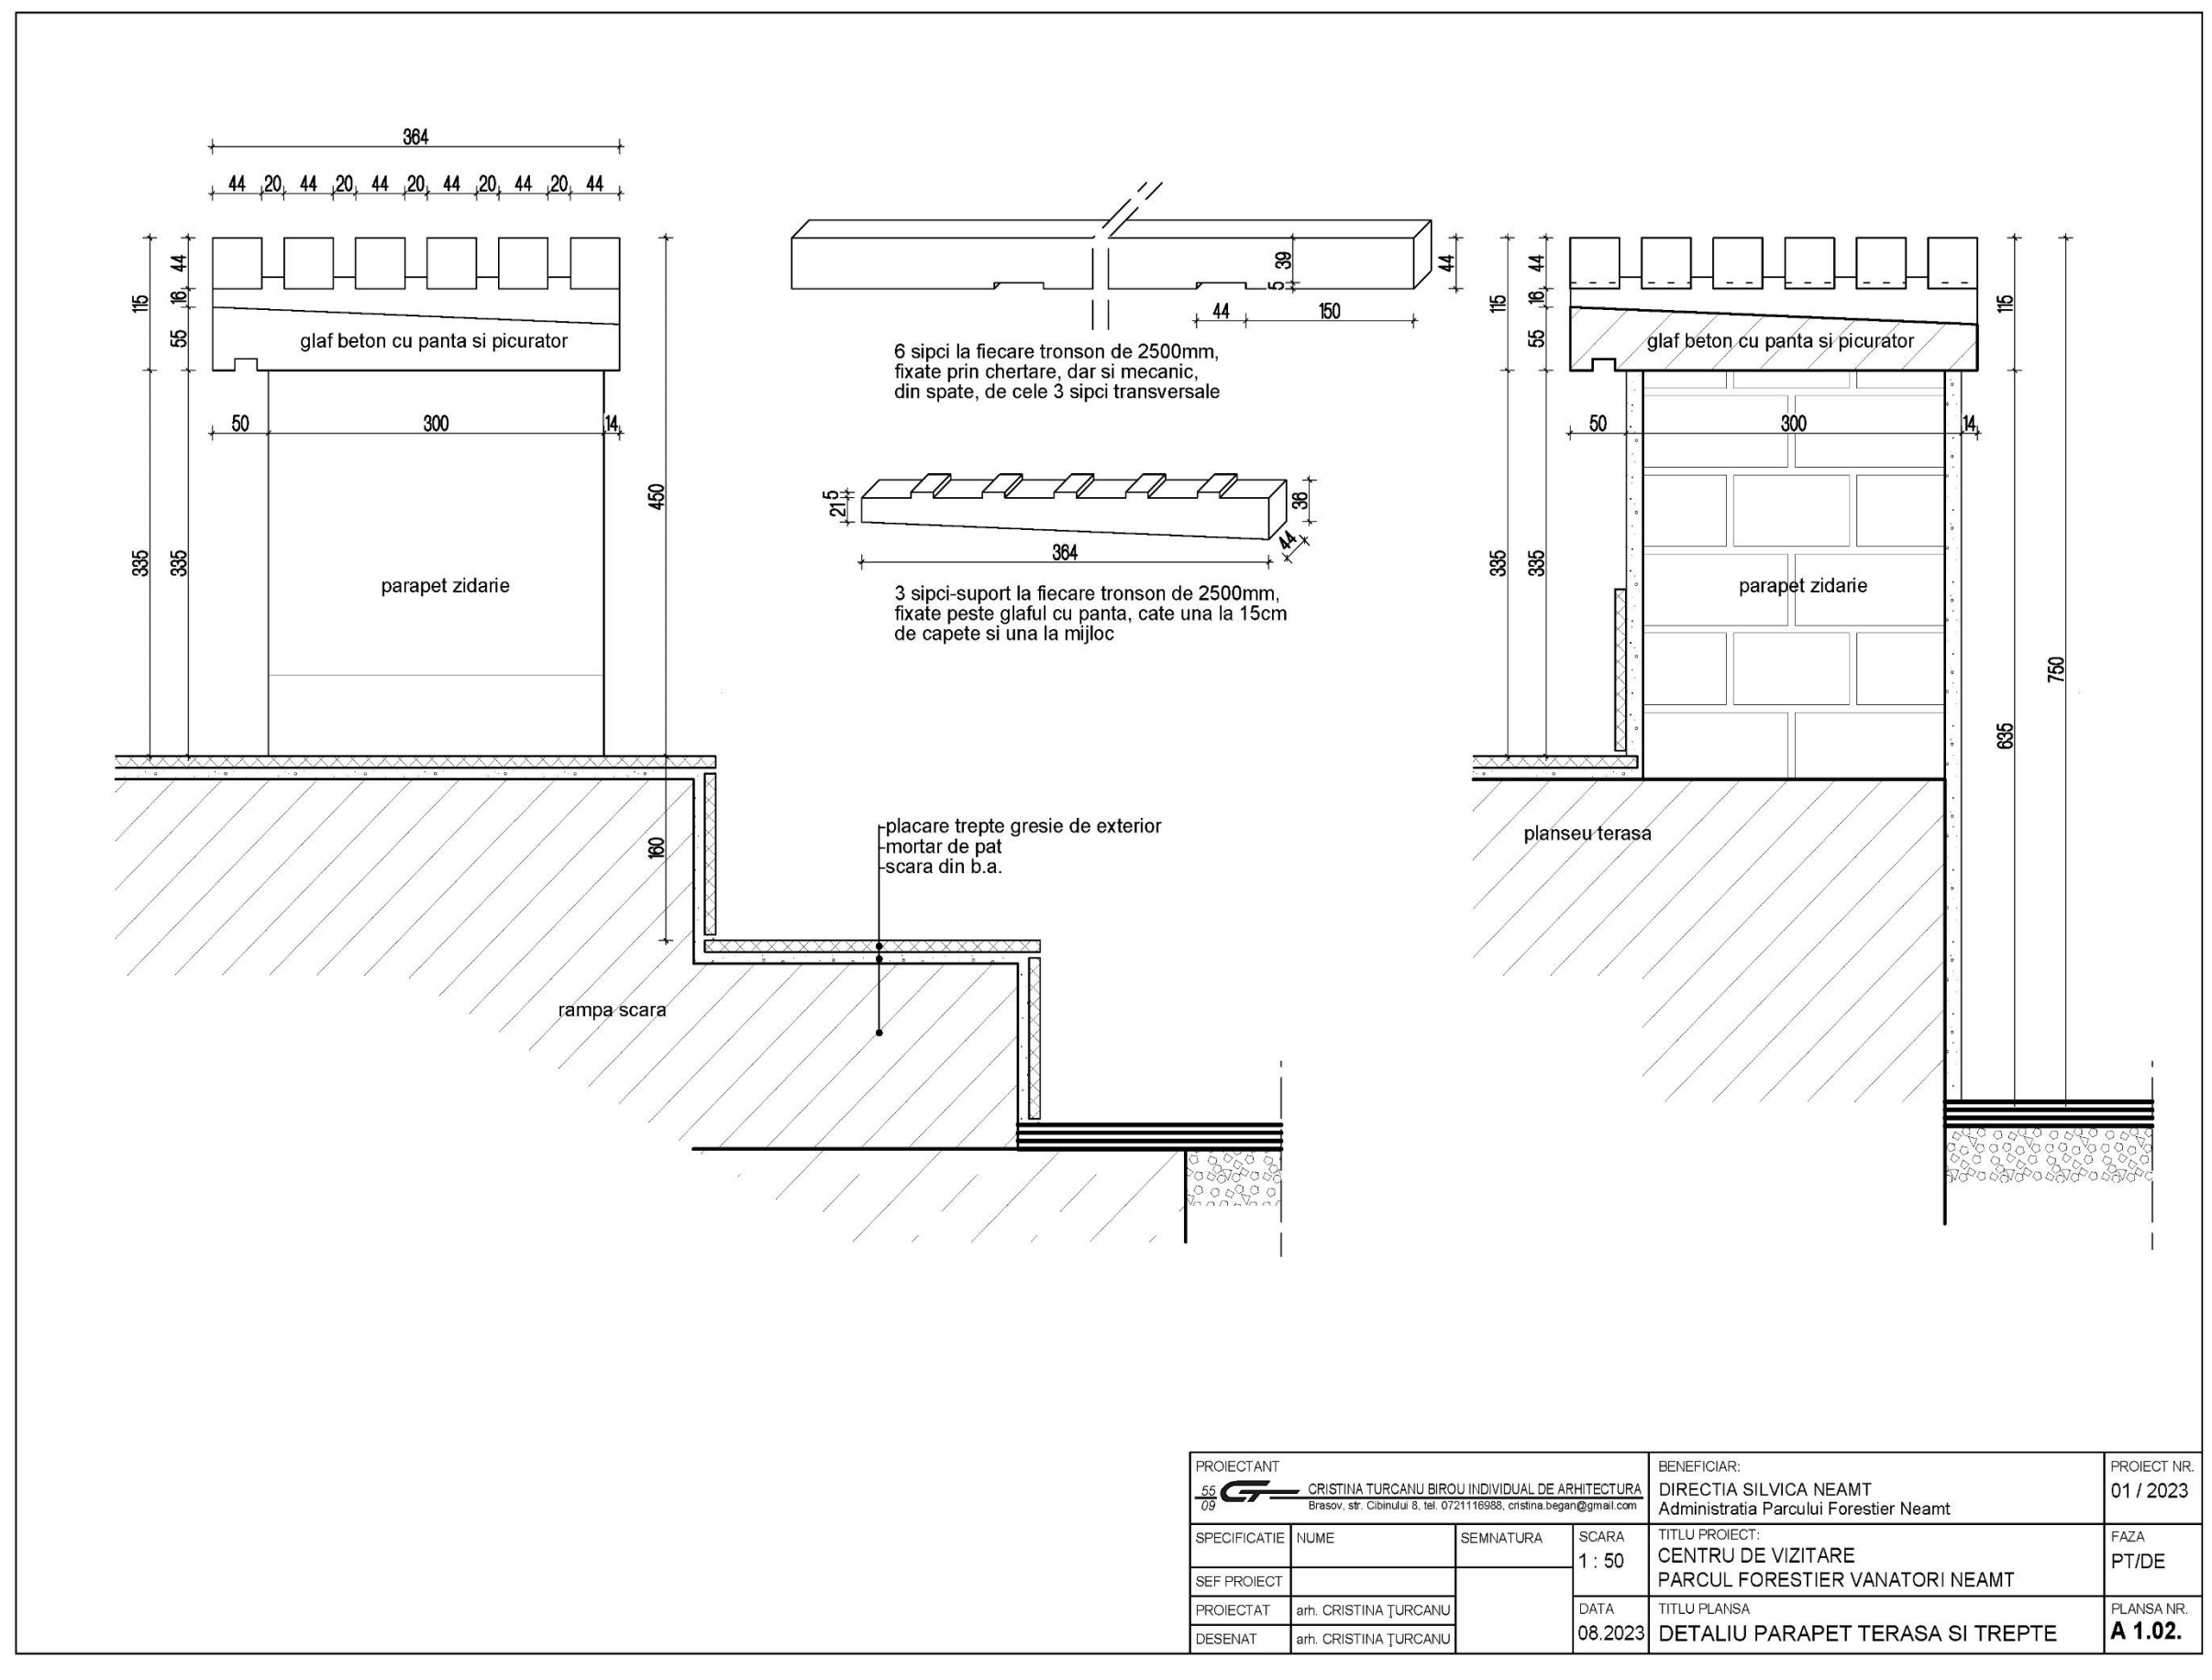 364
44 20 44 20 44 20 44 20 44 20 44
115
44
16
55
glaf beton cu panta si picurator
50 300 14
335
335
450
parapet zidarie
160
rampa scara
39
5
44
44 150
6 sipci la fiecare tronson de 2500mm,
fixate prin chertare, dar si mecanic,
din spate, de cele 3 sipci transversale
5
21
36
44
364
3 sipci-suport la fiecare tronson de 2500mm,
fixate peste glaful cu panta, cate una la 15cm
de capete si una la mijloc
placare trepte gresie de exterior
mortar de pat
scara din b.a.
115
44
16
55
115
glaf beton cu panta si picurator
50 300 14
335
335
parapet zidarie
750
635
planseu terasa
PROIECTANT
55
09
CT
CRISTINA TURCANU BIROU INDIVIDUAL DE ARHITECTURA
Brasov, str. Cibinului 8, tel. 0721116988, cristina.began@gmail.com
BENEFICIAR:
DIRECTIA SILVICA NEAMT
Administratia Parcului Forestier Neamt
PROIECT NR.
01 / 2023
SPECIFICATIE NUME SEMNATURA
SCARA
1 : 50
TITLU PROIECT:
CENTRU DE VIZITARE
PARCUL FORESTIER VANATORI NEAMT
FAZA
PT/DE
SEF PROIECT
PROIECTAT arh. CRISTINA ŢURCANU
DESENAT arh. CRISTINA ŢURCANU
DATA
08.2023
TITLU PLANSA
DETALIU PARAPET TERASA SI TREPTE
PLANSA NR.
A 1.02.